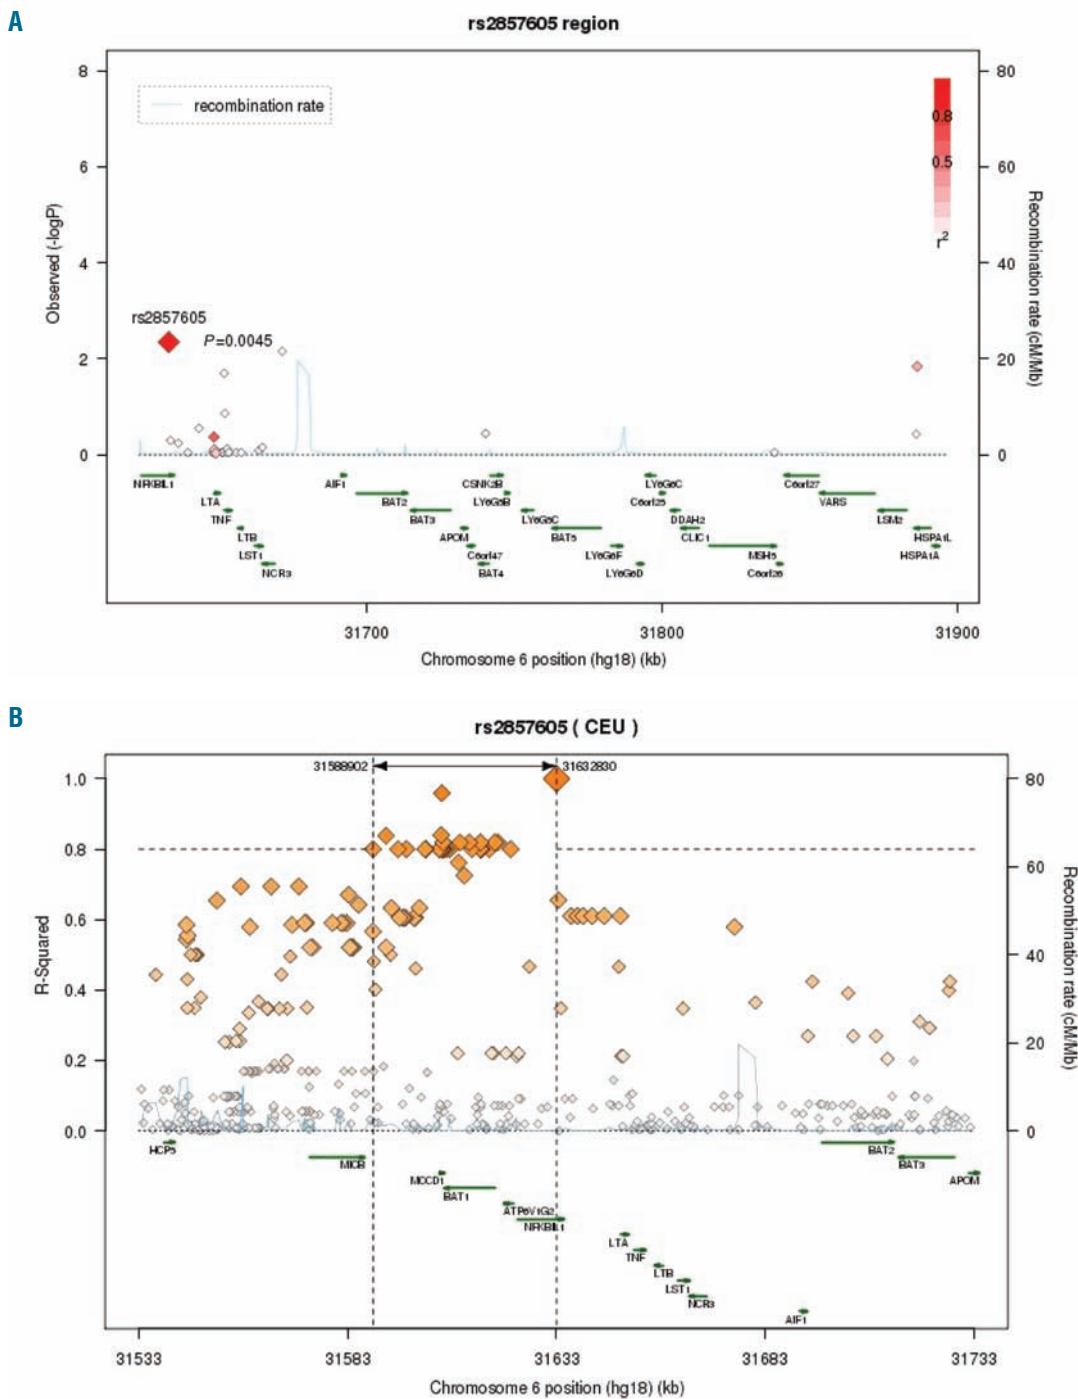 A
rs2857605 region
8
6
4
2
0
Observed (-logP)
recombination rate
rs2857605
P=0.0045
0.8
0.5
r2
80
60
40
20
0
Recombination rate (cM/Mb)
NFKBIL1
LTA
TNF
LTB
LST1
NCR3
AIF1
BAT2
BAT3
APOM
C6orf47
BAT4
CSNK2B
LY6G5B
LY6G6C
BAT5
LY6G6F
LY6G6D
LY6G6C
C6orf25
DDAH2
CLIC1
MSH5
C6orf26
C6orf27
VARS
LSM2
HSPA1L
HSPA1A
31700
31800
31900
Chromosome 6 position (hg18) (kb)
B
rs2857605 ( CEU )
31588902
31632830
1.0
0.8
0.6
0.4
0.2
0.0
R-Squared
80
60
40
20
0
Recombination rate (cM/Mb)
HCP5
MICB
MCCD1
BAT1
ATP6V1G2
NFKBIL1
LTA
TNF
LTB
LST1
NCR3
AIF1
BAT2
BAT3
APOM
31533
31583
31633
31683
31733
Chromosome 6 position (hg18) (kb)